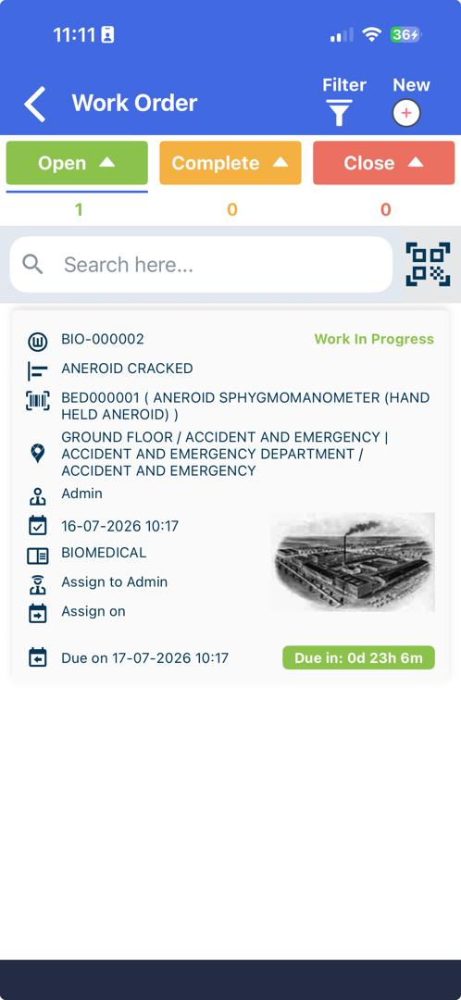 11:11
36
Work Order
Filter
New
Open
Complete
Close
1
0
0
Search here...
BIO-000002
Work In Progress
ANEROID CRACKED
BED000001 ( ANEROID SPHYGMOMANOMETER (HAND
HELD ANEROID) )
GROUND FLOOR / ACCIDENT AND EMERGENCY |
ACCIDENT AND EMERGENCY DEPARTMENT /
ACCIDENT AND EMERGENCY
Admin
16-07-2026 10:17
BIOMEDICAL
Assign to Admin
Assign on
Due on 17-07-2026 10:17
Due in: 0d 23h 6m